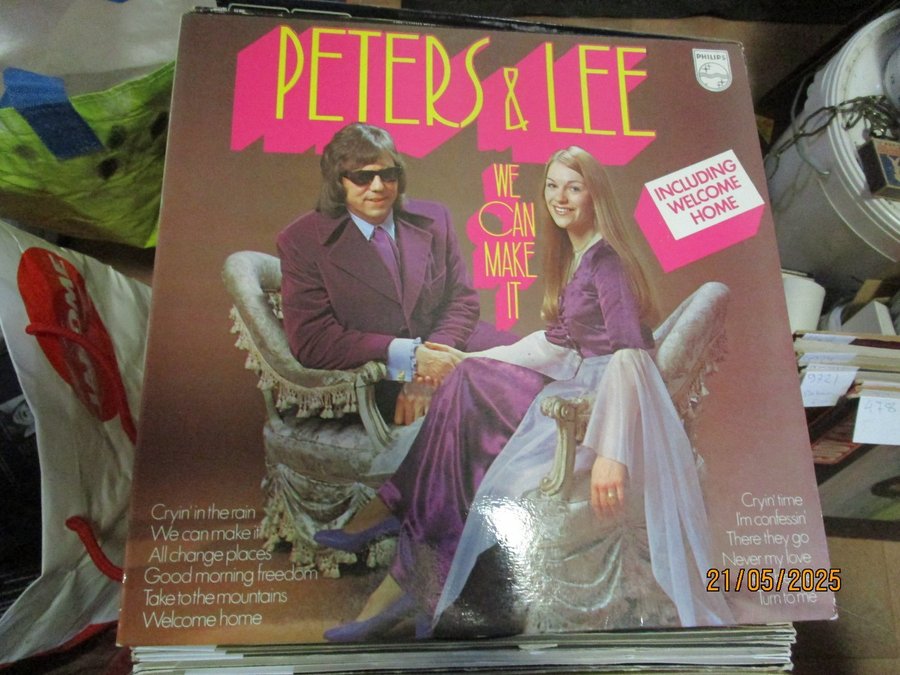 PETERS & LEE
PHILIPS
WE
CAN
MAKE
IT
INCLUDING
WELCOME
HOME
Cryin' in the rain
We can make it
All change places
Good morning freedom
Take to the mountains
Welcome home
Cryin' time
I'm confessin'
There they go
Never my love
Turn to me
21/05/2025
9721
478